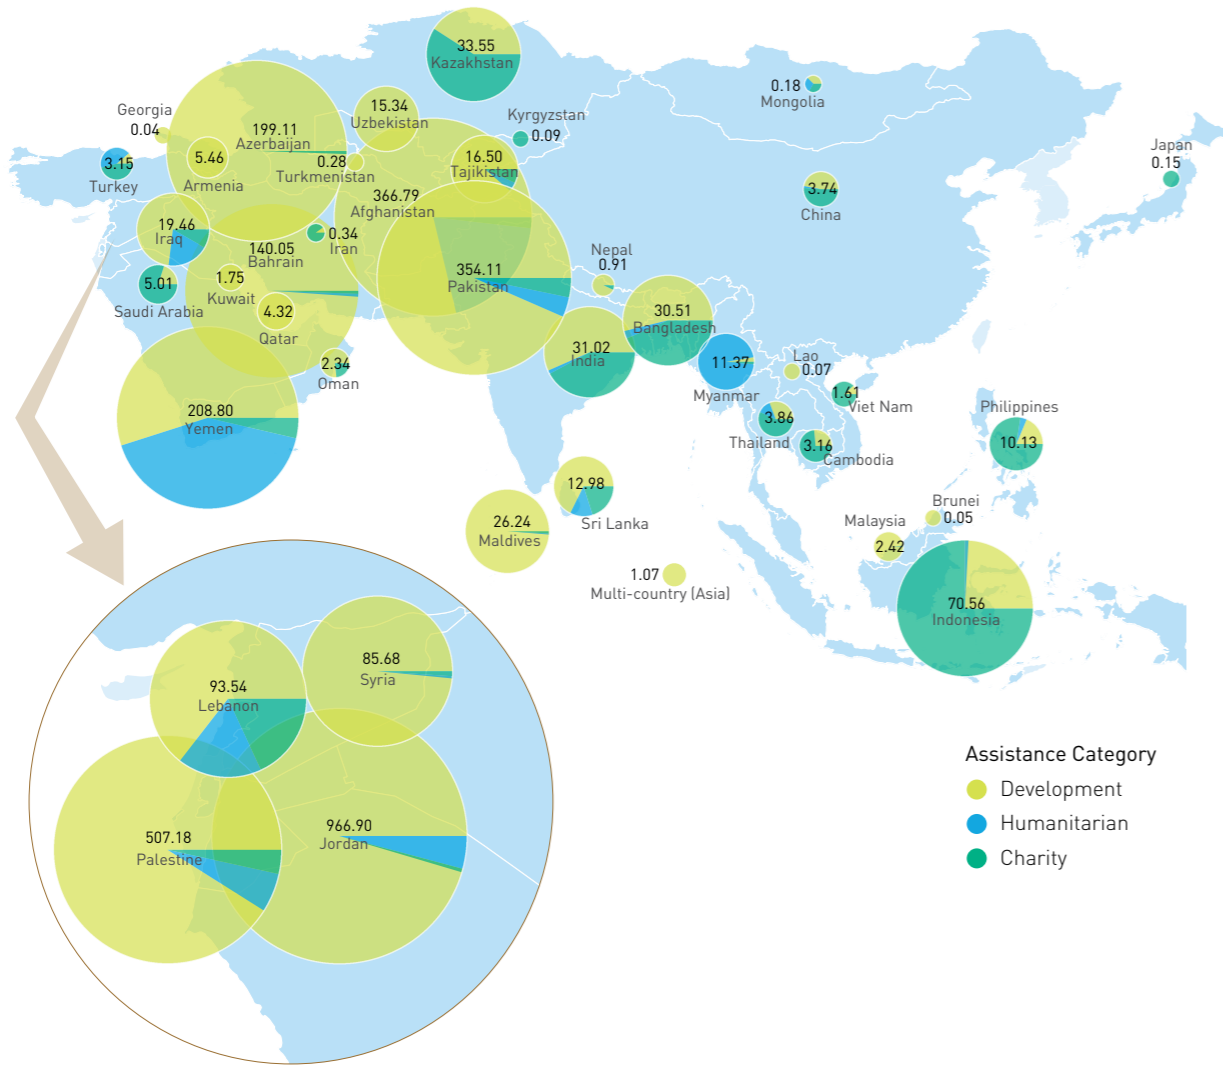 33.55
Kazakhstan
0.18
Mongolia
Georgia
0.04
15.34
Uzbekistan
Kyrgyzstan
0.09
199.11
Azerbaijan
Japan
0.15
3.15
Turkey
5.46
Armenia
0.28
Turkmenistan
16.50
Tajikistan
366.79
Afghanistan
3.74
China
19.46
Iraq
0.34
Iran
140.05
Bahrain
Nepal
0.91
5.01
Saudi Arabia
1.75
Kuwait
354.11
Pakistan
4.32
Qatar
30.51
Bangladesh
31.02
India
2.34
Oman
11.37
Myanmar
Lao
0.07
1.61
Viet Nam
208.80
Yemen
3.86
Thailand
3.16
Cambodia
Philippines
10.13
12.98
Sri Lanka
26.24
Maldives
Brunei
0.05
Malaysia
2.42
1.07
Multi-country (Asia)
70.56
Indonesia
93.54
Lebanon
85.68
Syria
507.18
Palestine
966.90
Jordan
Assistance Category
Development
Humanitarian
Charity